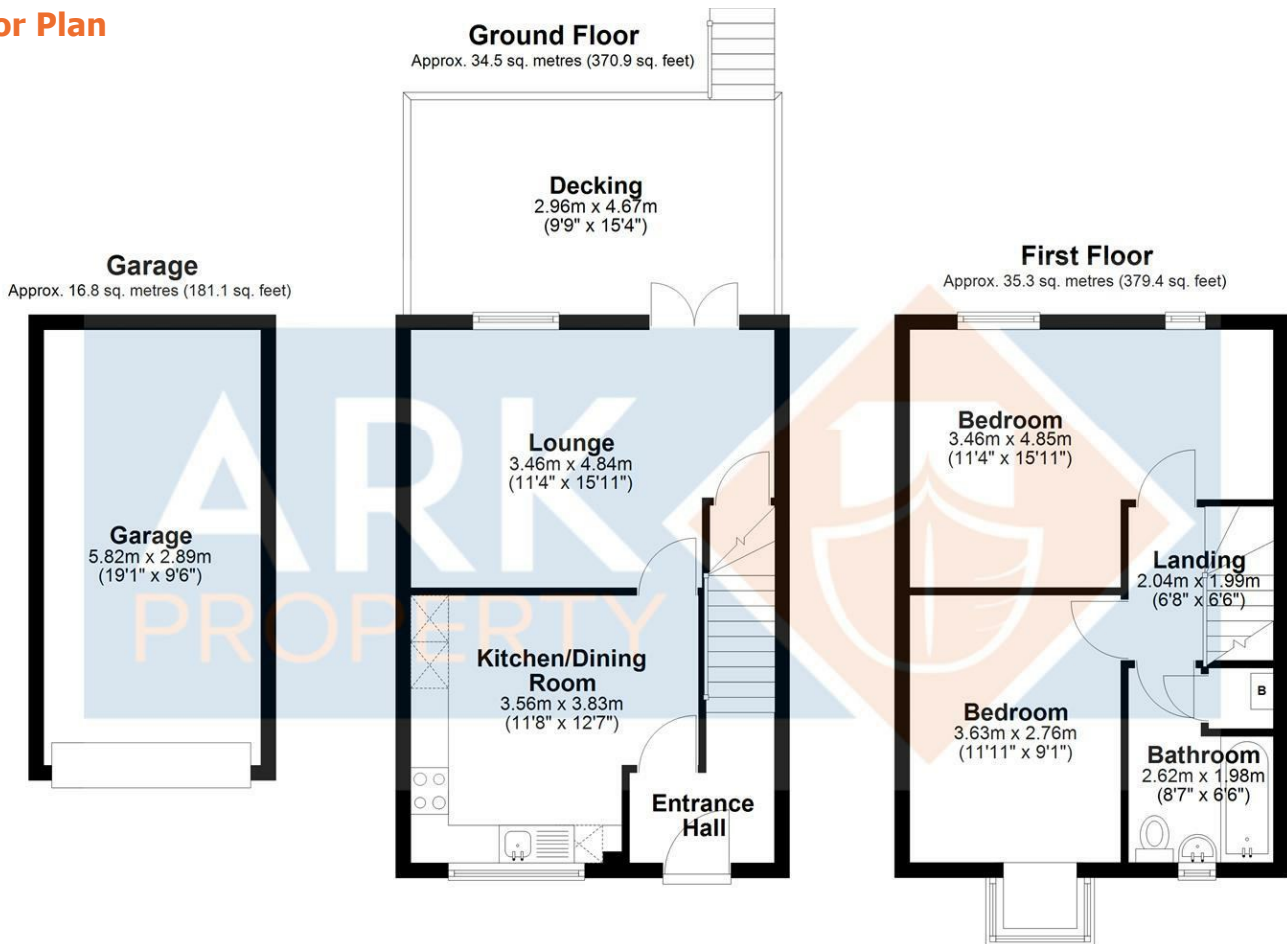 or Plan
Ground Floor
Approx. 34.5 sq. metres (370.9 sq. feet)
Decking
2.96m x 4.67m
(9'9" x 15'4")
Garage
Approx. 16.8 sq. metres (181.1 sq. feet)
First Floor
Approx. 35.3 sq. metres (379.4 sq. feet)
ARK
PROPERTY
Garage
5.82m x 2.89m
(19'1" x 9'6")
Lounge
3.46m x 4.84m
(11'4" x 15'11")
Kitchen/Dining
Room
3.56m x 3.83m
(11'8" x 12'7")
Entrance
Hall
Bedroom
3.46m x 4.85m
(11'4" x 15'11")
Landing
2.04m x 1.99m
(6'8" x 6'6")
B
Bedroom
3.63m x 2.76m
(11'11" x 9'1")
Bathroom
2.62m x 1.98m
(8'7" x 6'6")